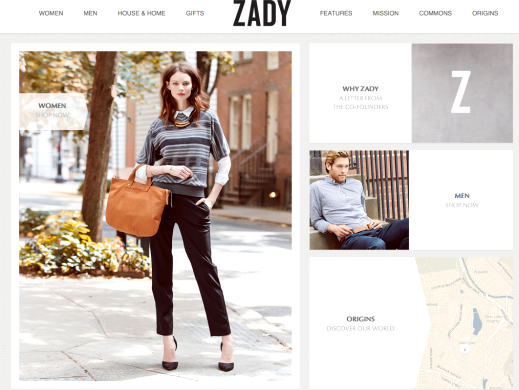 WOMEN MEN HOUSE & HOME GIFTS ZADY FEATURES MISSION COMMONS ORIGINS
WOMEN
SHOP NOW
WHY ZADY
A LETTER FROM
THE CO-FOUNDERS
Z
MEN
SHOP NOW
ORIGINS
DISCOVER OUR WORLD